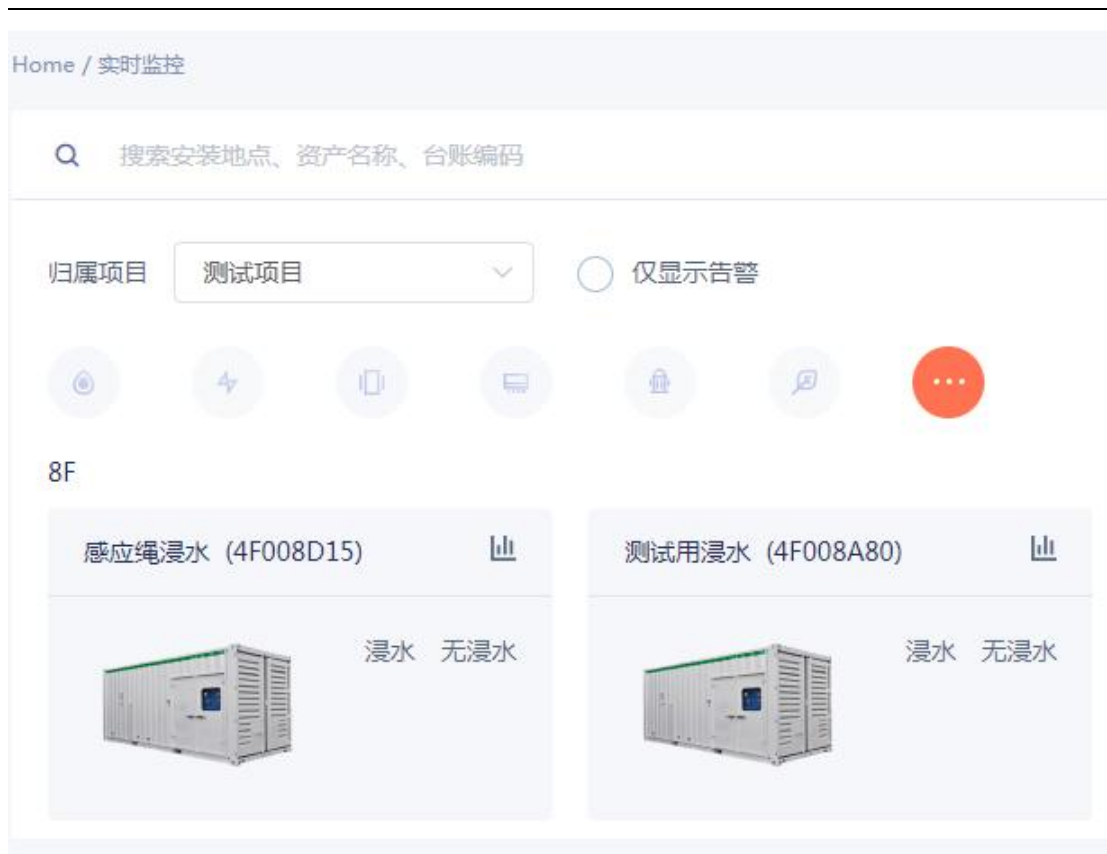 Home / 实时监控
搜索安装地点、资产名称、台账编码
归属项目 测试项目 仅显示告警
8F
感应绳浸水 (4F008D15) 测试用浸水 (4F008A80)
浸水 无浸水 浸水 无浸水